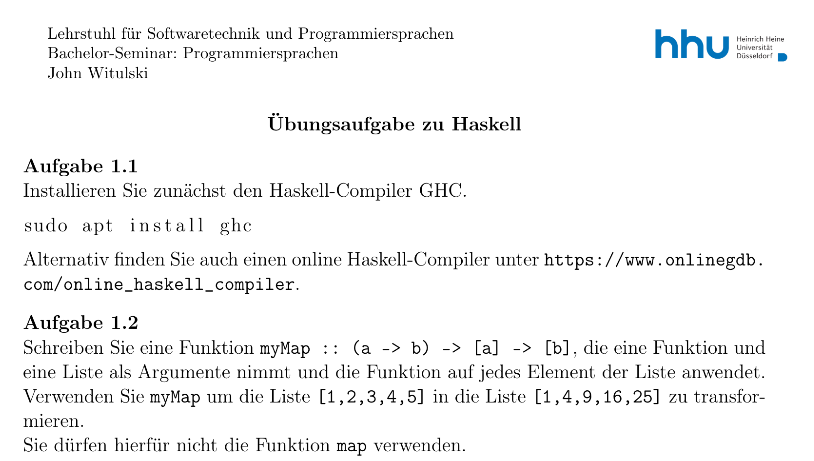 Lehrstuhl für Softwaretechnik und Programmiersprachen
Bachelor-Seminar: Programmiersprachen
John Witulski
hhu Heinrich Heine
Universität
Düsseldorf
Übungsaufgabe zu Haskell
Aufgabe 1.1
Installieren Sie zunächst den Haskell-Compiler GHC.
sudo apt install ghc
Alternativ finden Sie auch einen online Haskell-Compiler unter https://www.onlinegdb.
com/online_haskell_compiler.
Aufgabe 1.2
Schreiben Sie eine Funktion myMap :: (a -> b) -> [a] -> [b], die eine Funktion und
eine Liste als Argumente nimmt und die Funktion auf jedes Element der Liste anwendet.
Verwenden Sie myMap um die Liste [1,2,3,4,5] in die Liste [1,4,9,16,25] zu transfor-
mieren.
Sie dürfen hierfür nicht die Funktion map verwenden.